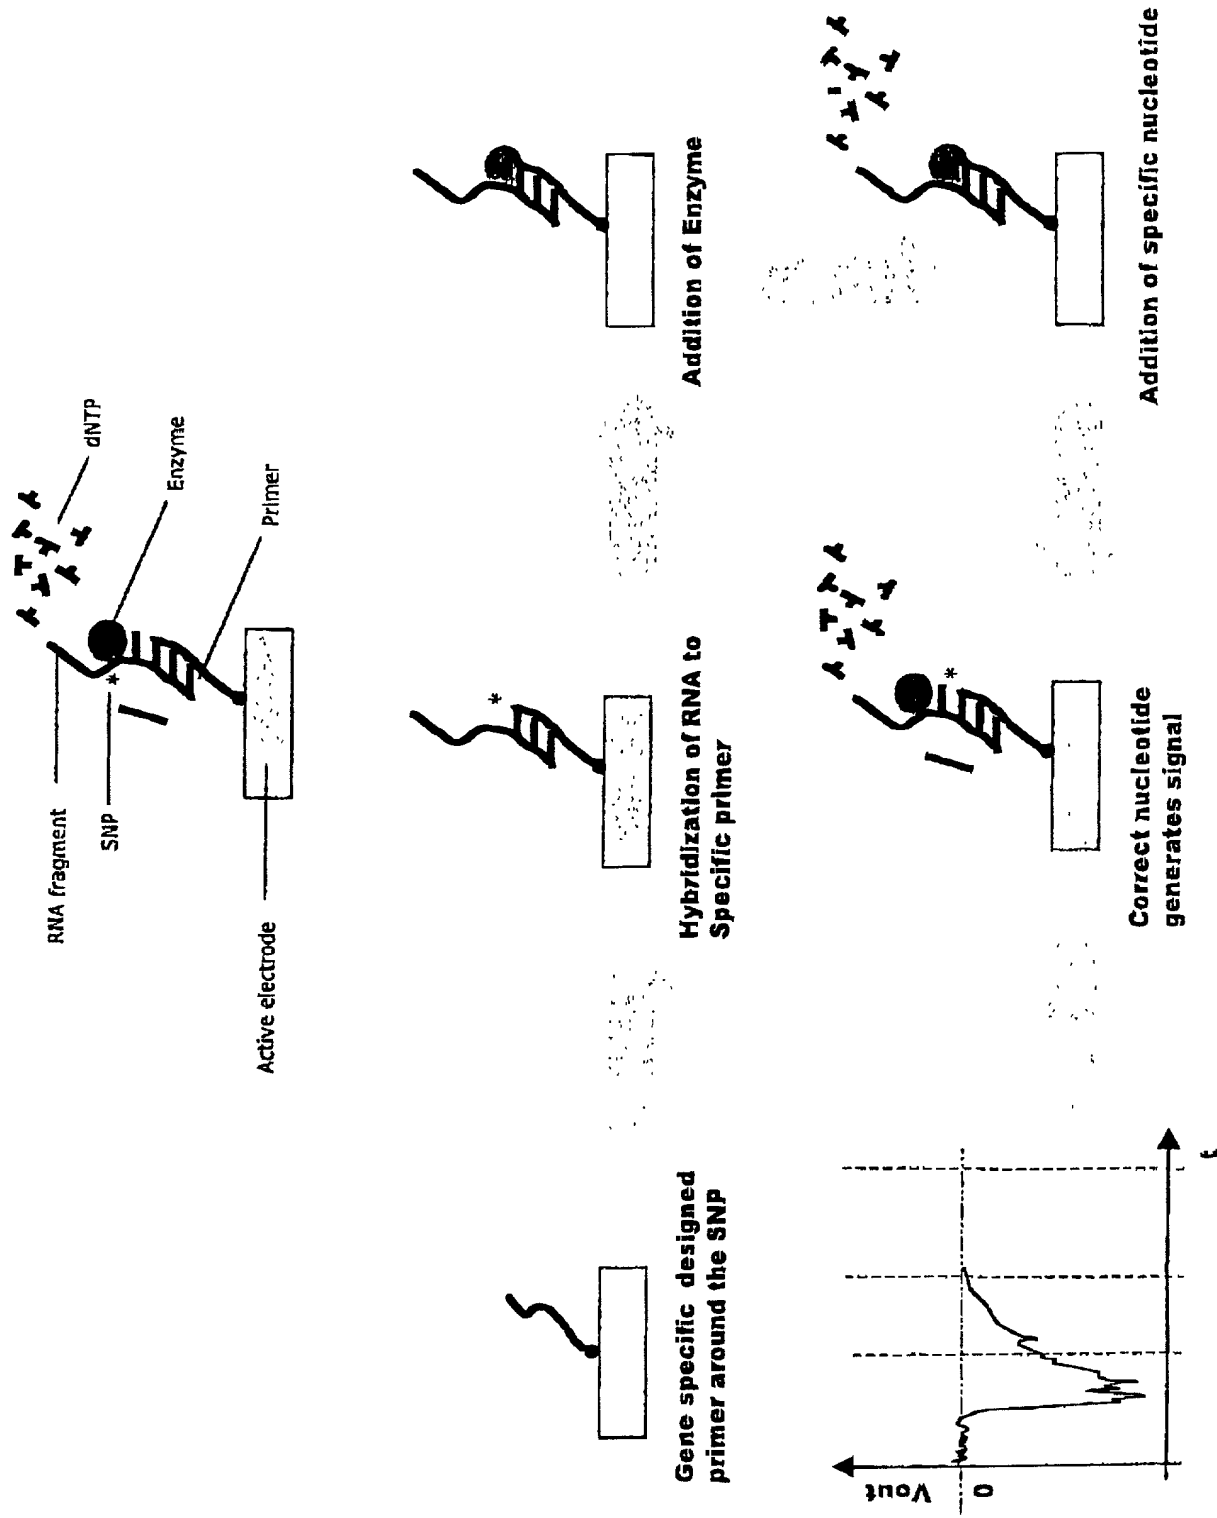 RNA fragment
SNP
Active electrode
dNTP
Enzyme
Primer
Gene specific designed
primer around the SNP
Hybridization of RNA to
Specific primer
Addition of Enzyme
Vout
0
t
Correct nucleotide
generates signal
Addition of specific nucleotide